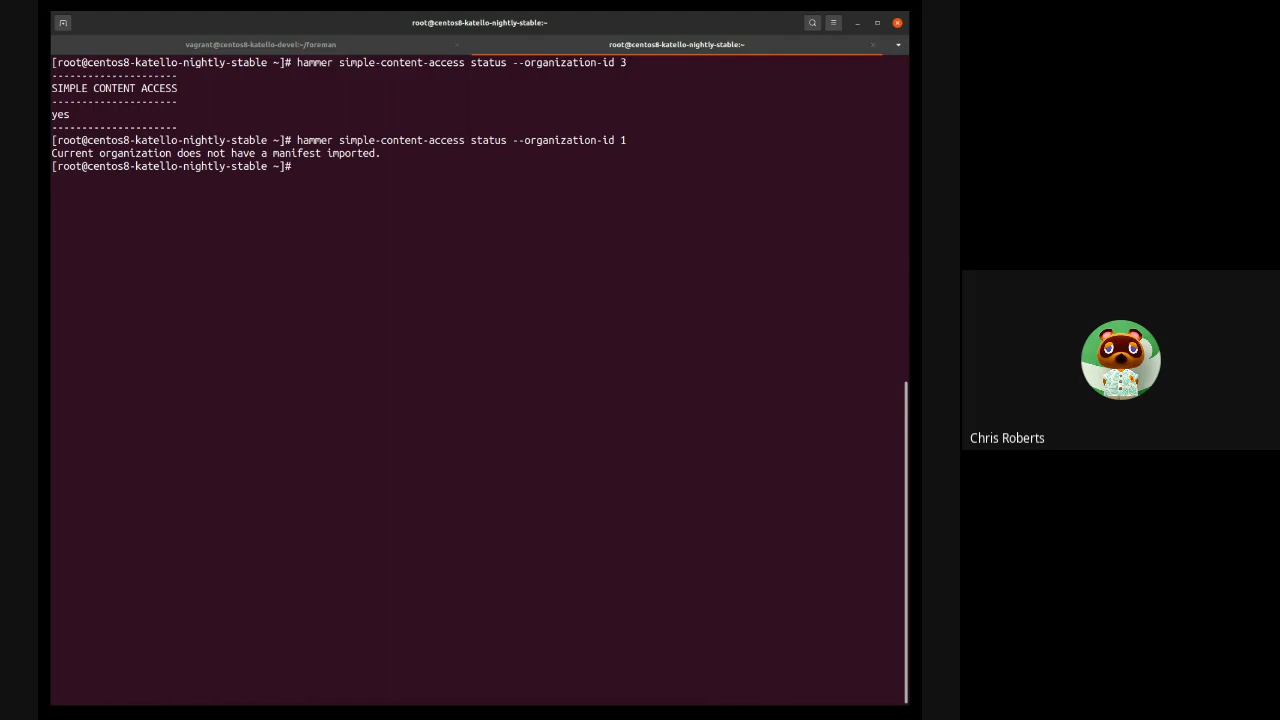 root@centos8-katello-nightly-stable:~
vagrant@centos8-katello-devel:~/foreman
root@centos8-katello-nightly-stable:~
[root@centos8-katello-nightly-stable ~]# hammer simple-content-access status --organization-id 3
---------------------
SIMPLE CONTENT ACCESS
---------------------
yes
---------------------
[root@centos8-katello-nightly-stable ~]# hammer simple-content-access status --organization-id 1
Current organization does not have a manifest imported.
[root@centos8-katello-nightly-stable ~]#
Chris Roberts